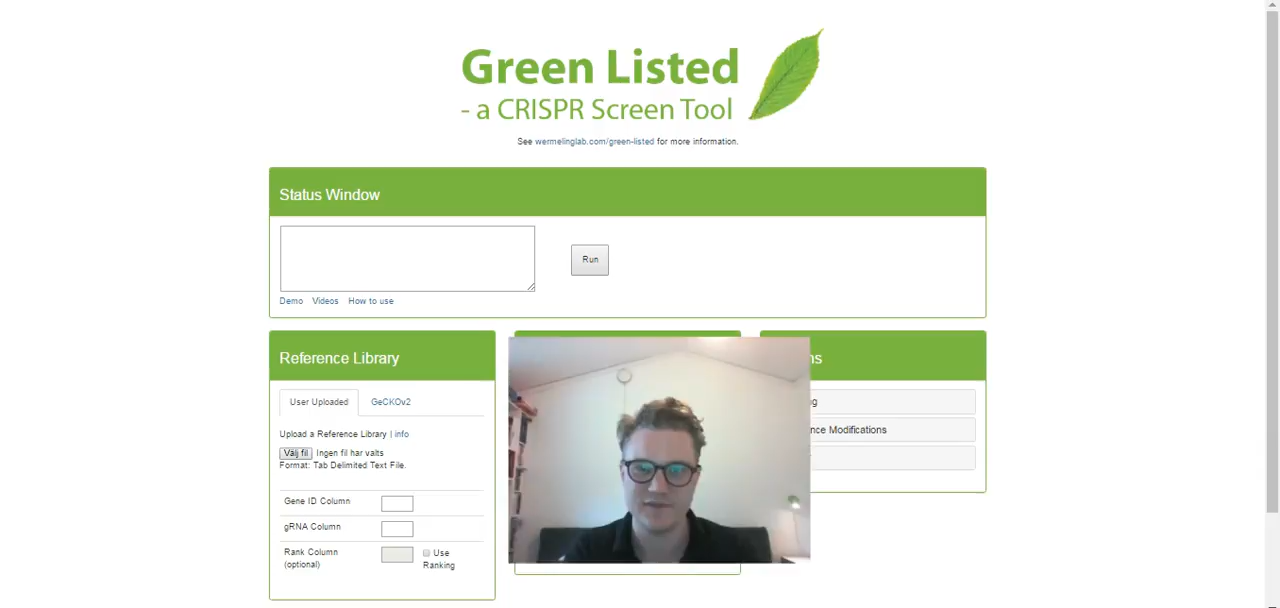 Green Listed
- a CRISPR Screen Tool
See wermelinglab.com/green-listed for more information.
Status Window
Run
Demo Videos How to use
Reference Library
User Uploaded GeCKOv2
Upload a Reference Library | info
Välj fil Ingen fil har valts
Format: Tab Delimited Text File.
Gene ID Column
gRNA Column
Rank Column
(optional)
Use
Ranking
ns
g
nce Modifications